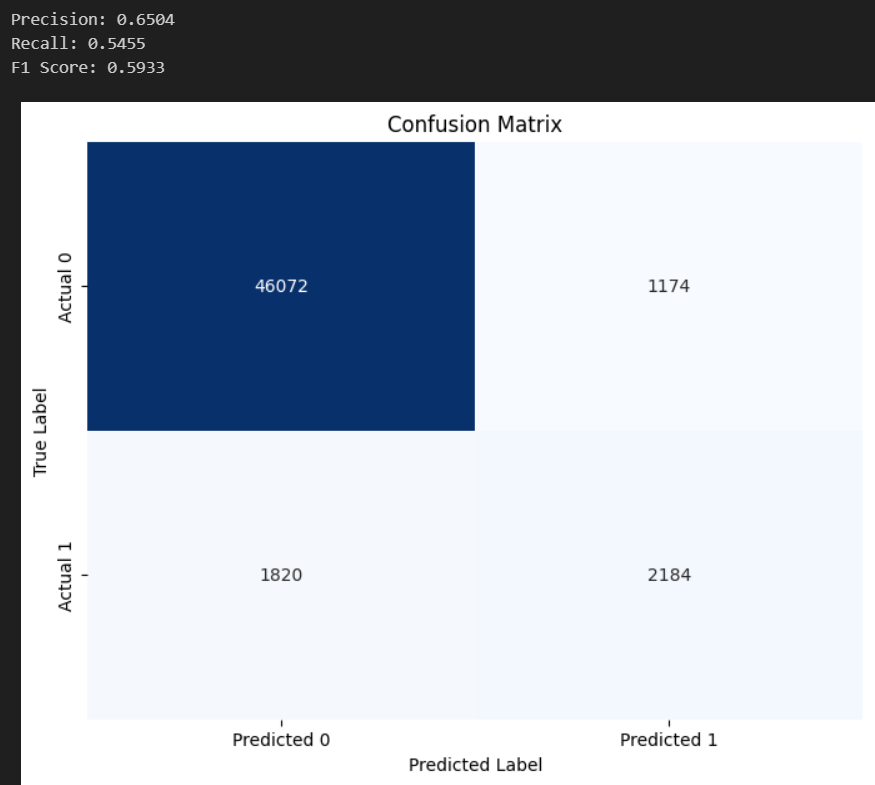 Precision: 0.6504
Recall: 0.5455
F1 Score: 0.5933
Confusion Matrix
True Label
Actual 0
46072
1174
Actual 1
1820
2184
Predicted 0
Predicted 1
Predicted Label